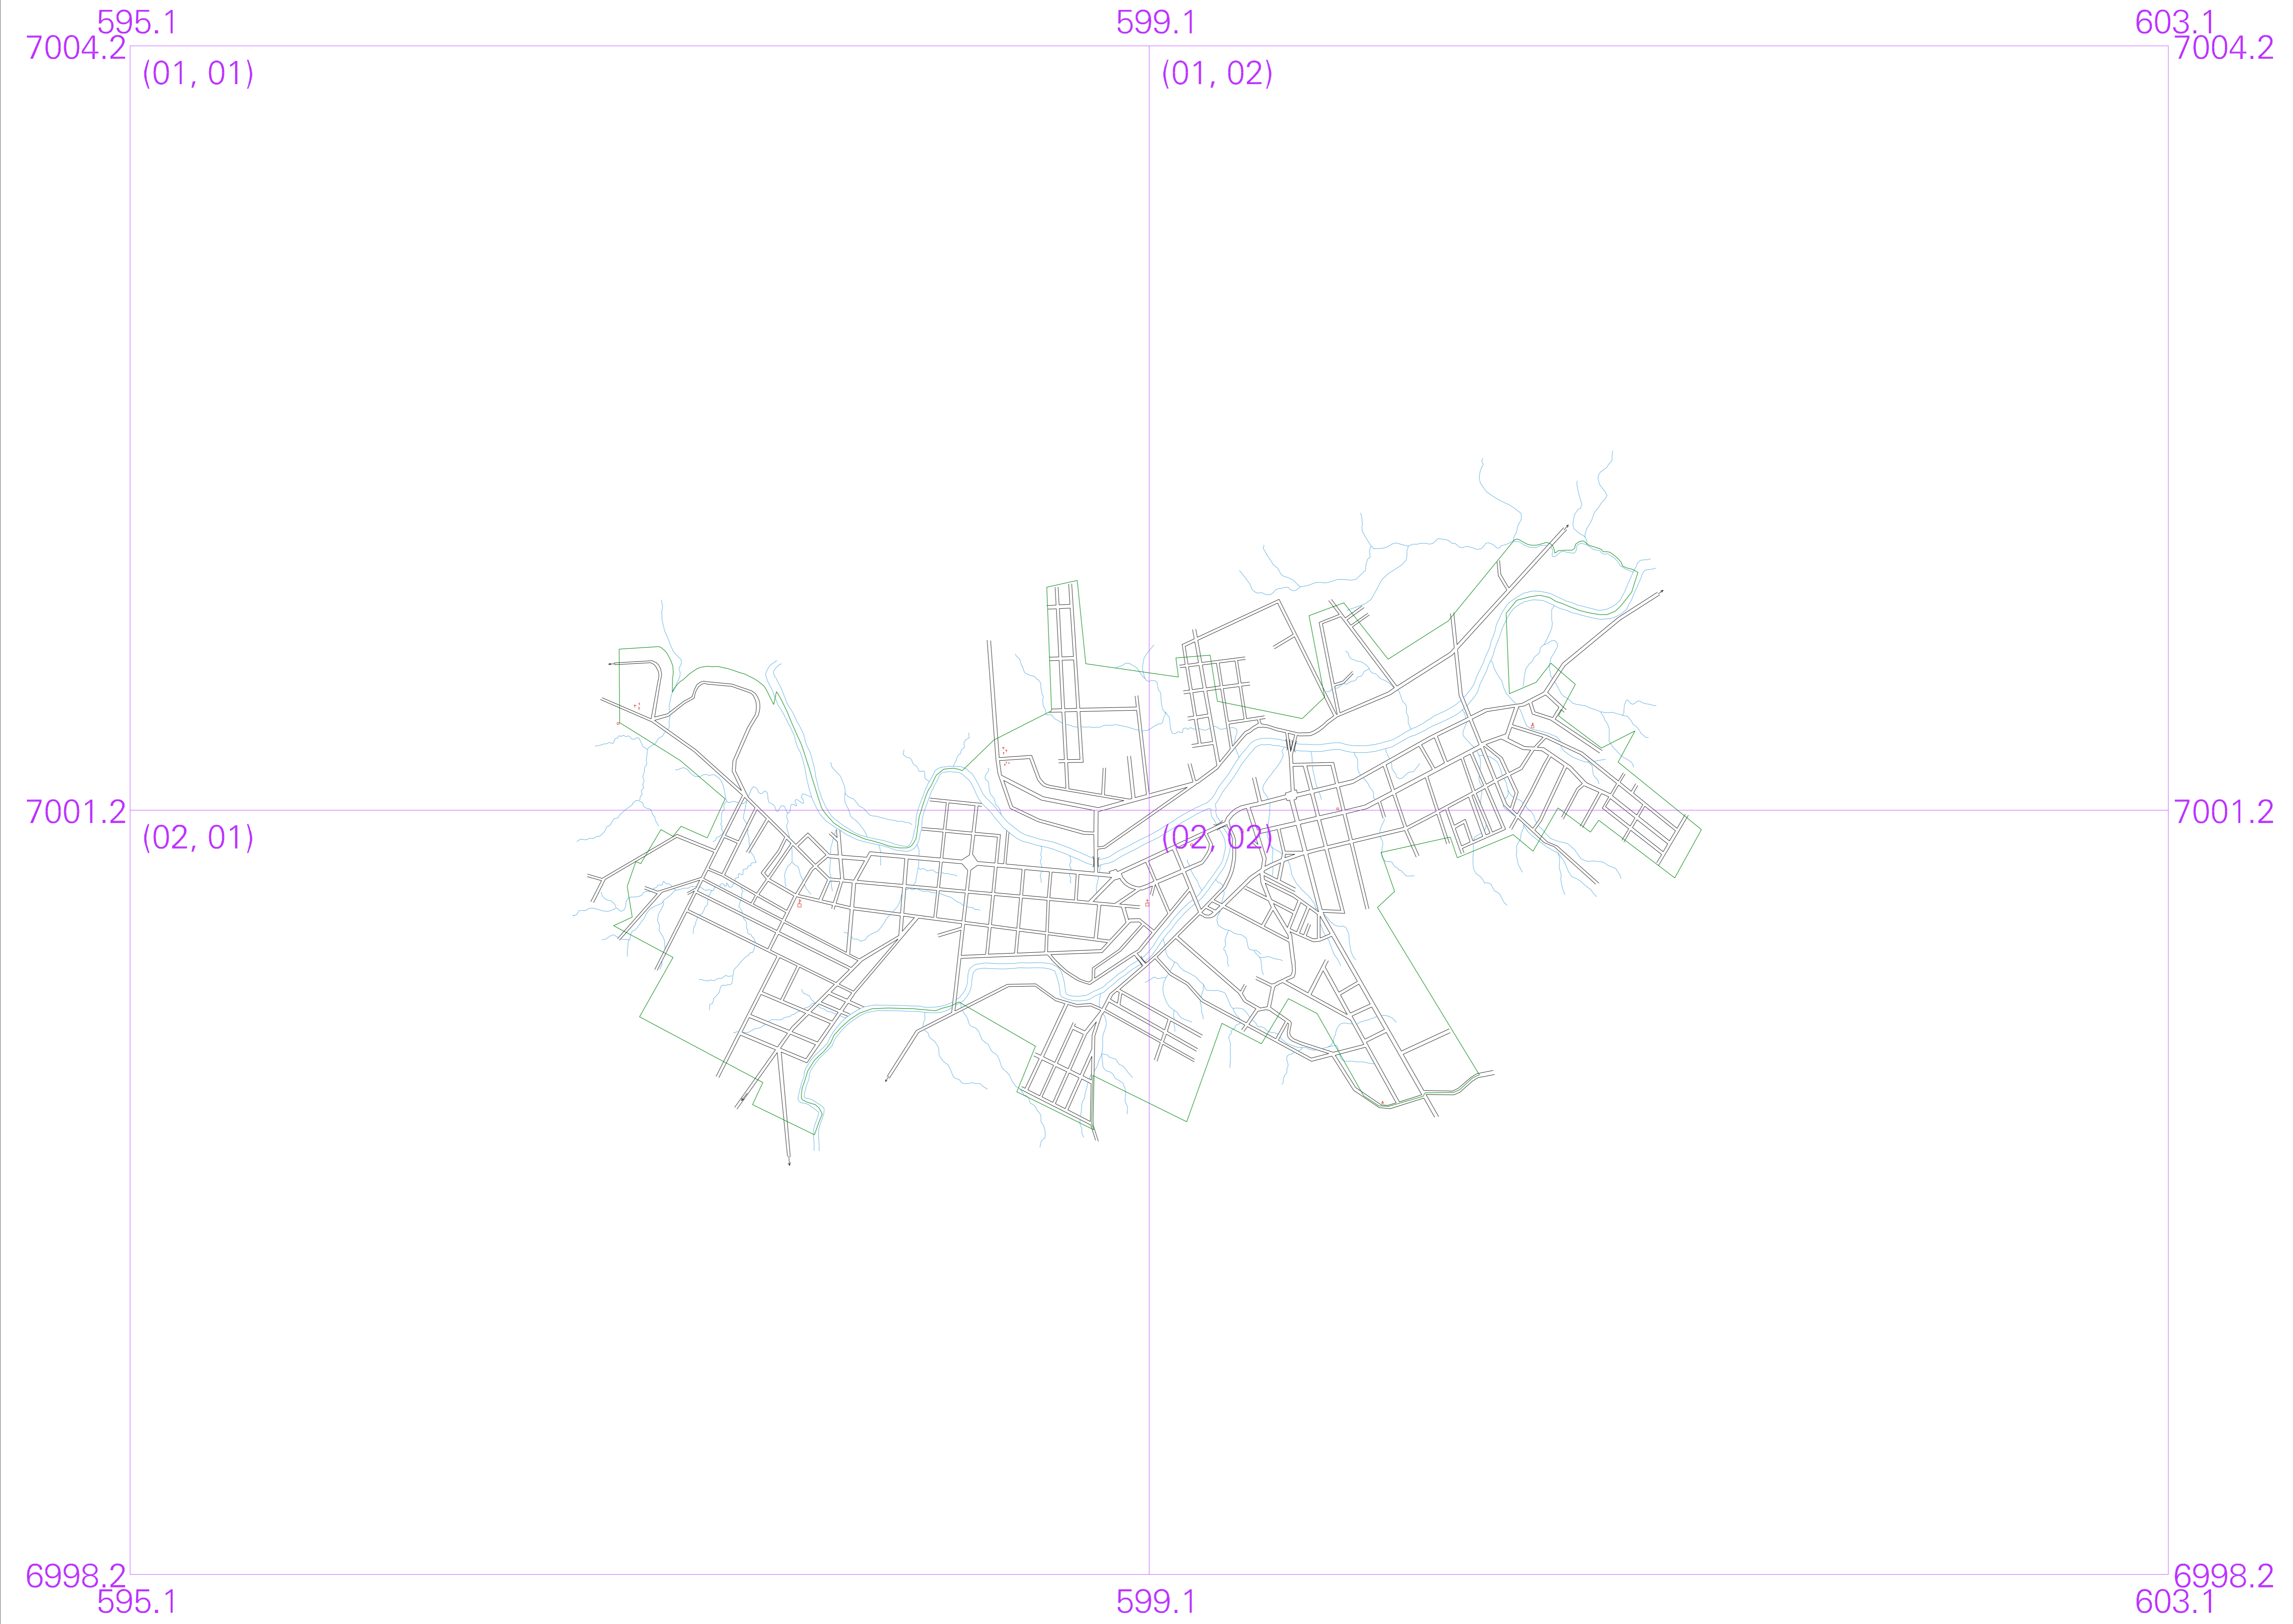 595.1 599.1 603.1
7004.2 7004.2
(01, 01) (01, 02)
7001.2 7001.2
(02, 01) (02, 02)
6998.2 6998.2
595.1 599.1 603.1